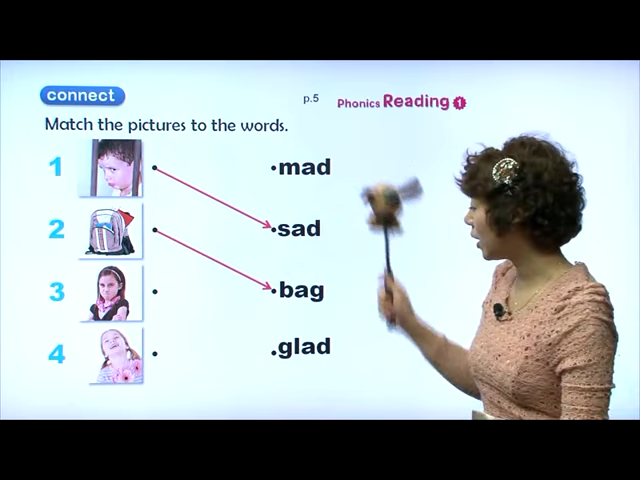 connect
p.5 Phonics Reading 1
Match the pictures to the words.
1 mad
2 sad
3 bag
4 glad